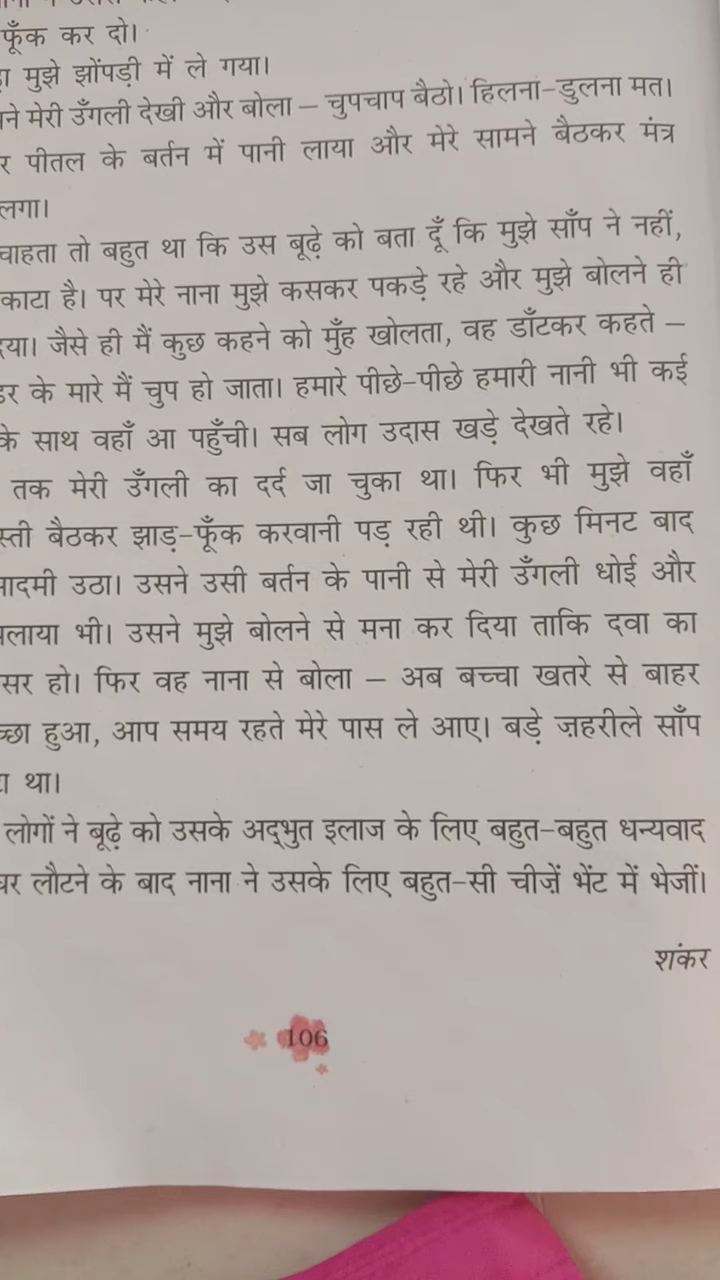 फूँक कर दो।
मुझे झोंपड़ी में ले गया।
मेरी उँगली देखी और बोला – चुपचाप बैठो। हिलना-डुलना मत।
पीतल के बर्तन में पानी लाया और मेरे सामने बैठकर मंत्र
लगा।
चाहता तो बहुत था कि उस बूढ़े को बता दूँ कि मुझे साँप ने नहीं,
काटा है। पर मेरे नाना मुझे कसकर पकड़े रहे और मुझे बोलने ही
जैसे ही मैं कुछ कहने को मुँह खोलता, वह डाँटकर कहते –
के मारे मैं चुप हो जाता। हमारे पीछे-पीछे हमारी नानी भी कई
के साथ वहाँ आ पहुँची। सब लोग उदास खड़े देखते रहे।
तक मेरी उँगली का दर्द जा चुका था। फिर भी मुझे वहाँ
बैठकर झाड़-फूँक करवानी पड़ रही थी। कुछ मिनट बाद
उठा। उसने उसी बर्तन के पानी से मेरी उँगली धोई और
भी। उसने मुझे बोलने से मना कर दिया ताकि दवा का
हो। फिर वह नाना से बोला – अब बच्चा खतरे से बाहर
हुआ, आप समय रहते मेरे पास ले आए। बड़े ज़हरीले साँप
था।
लोगों ने बूढ़े को उसके अद्भुत इलाज के लिए बहुत-बहुत धन्यवाद
लौटने के बाद नाना ने उसके लिए बहुत-सी चीज़ें भेंट में भेजीं।
शंकर
106